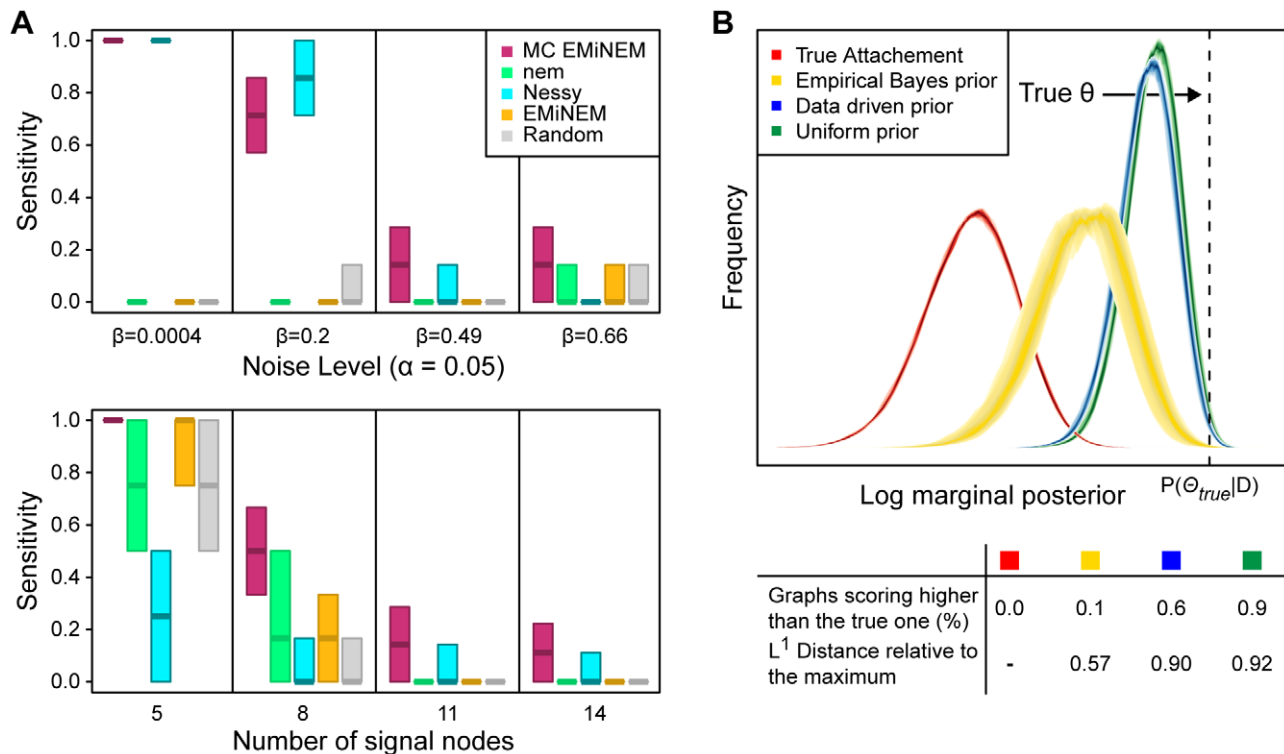 A
1.0
0.8
0.6
0.4
0.2
0.0
Sensitivity
MC EMiNEM
nem
Nessy
EMiNEM
Random
β=0.0004 β=0.2 β=0.49 β=0.66
Noise Level (α = 0.05)
1.0
0.8
0.6
0.4
0.2
0.0
Sensitivity
5 8 11 14
Number of signal nodes
B
True Attachement
Empirical Bayes prior
Data driven prior
Uniform prior
True θ
Frequency
Log marginal posterior
P(Θtrue|D)
Graphs scoring higher
than the true one (%)
0.0 0.1 0.6 0.9
L¹ Distance relative to
the maximum
- 0.57 0.90 0.92